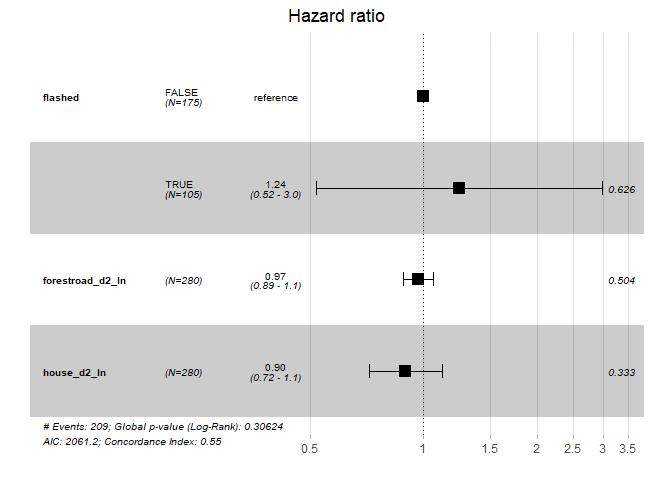 Hazard ratio
flashed
FALSE
(N=175)
reference
TRUE
(N=105)
1.24
(0.52 - 3.0)
0.626
forestroad_d2_ln
(N=280)
0.97
(0.89 - 1.1)
0.504
house_d2_ln
(N=280)
0.90
(0.72 - 1.1)
0.333
# Events: 209; Global p-value (Log-Rank): 0.30624
AIC: 2061.2; Concordance Index: 0.55
0.5 1 1.5 2 2.5 3 3.5